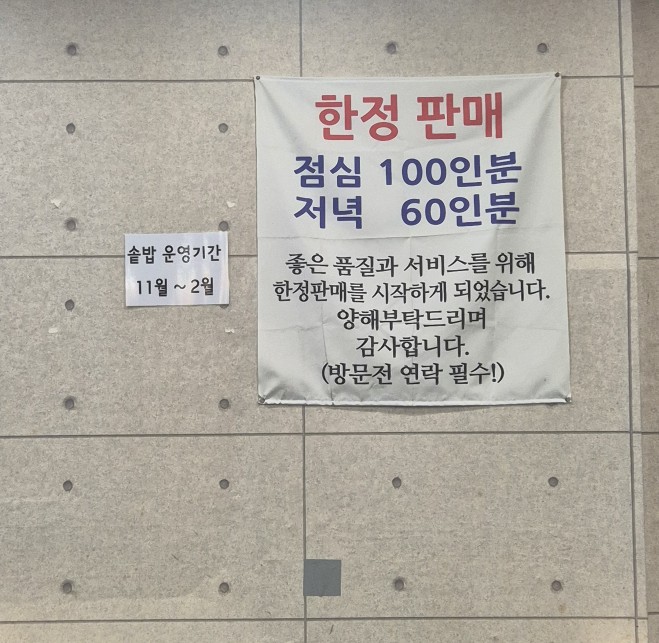 한정 판매
점심 100인분
저녁 60인분
좋은 품질과 서비스를 위해
한정판매를 시작하게 되었습니다.
양해부탁드리며
감사합니다.
(방문전 연락 필수!)
솥밥 운영기간
11월 ~ 2월